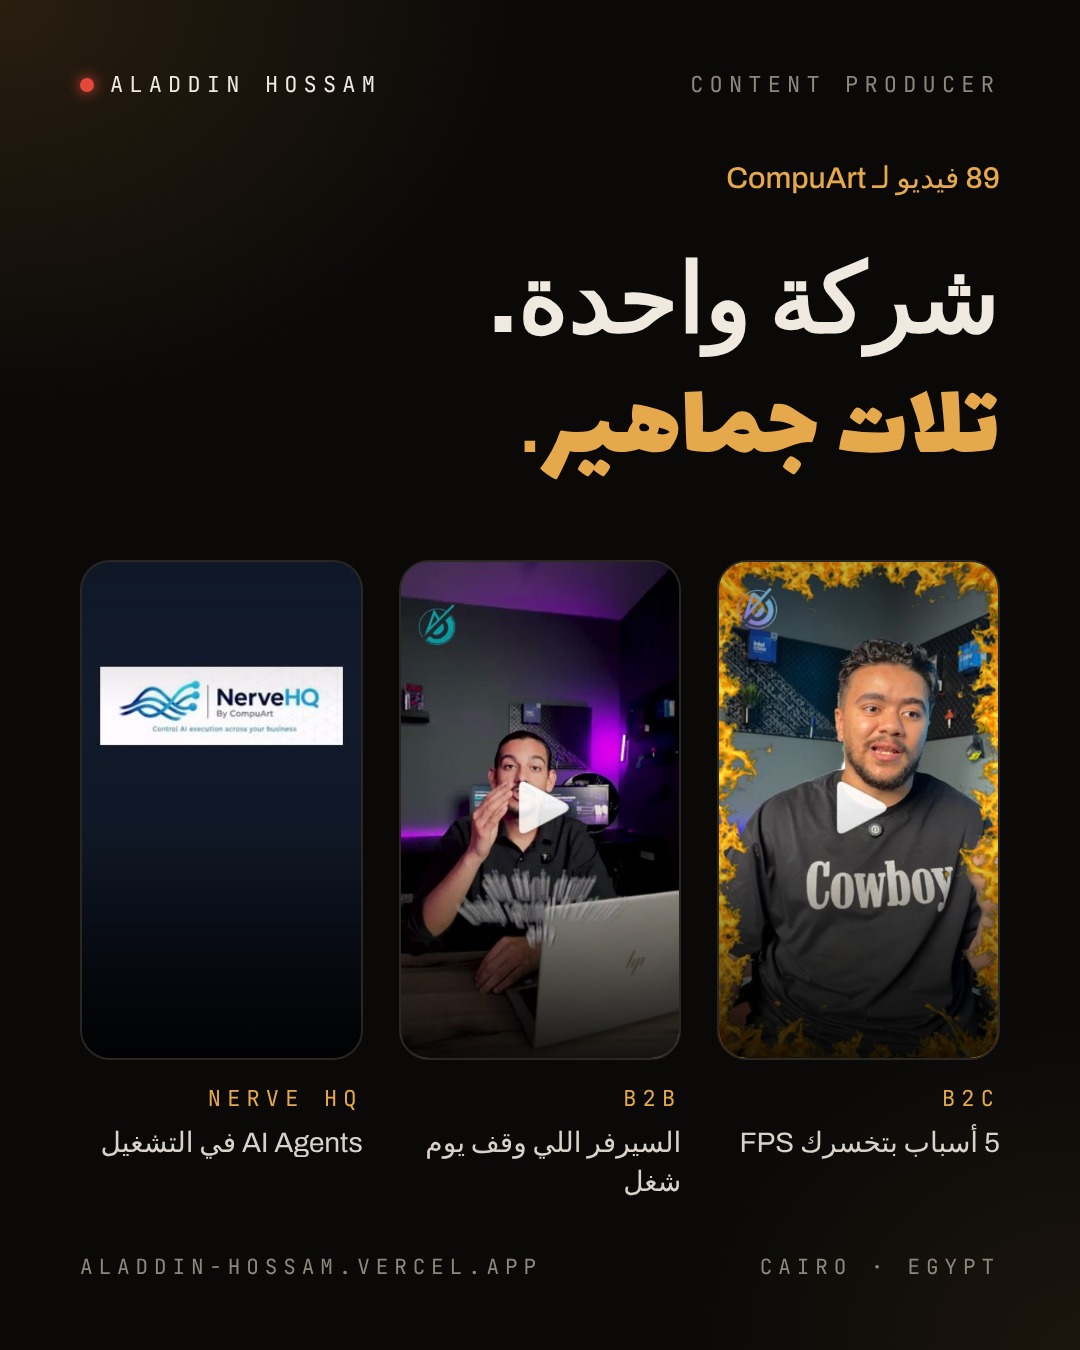 ALADDIN HOSSAM
CONTENT PRODUCER
89 فيديو لـ CompuArt
شركة واحدة.
تلات جماهير.
NerveHQ
By CompuArt
Control AI execution across your business
hp
intel
Cowboy
NERVE HQ
AI Agents في التشغيل
B2B
السيرفر اللي وقف يوم
شغل
B2C
5 أسباب بتخسرك FPS
ALADDIN-HOSSAM.VERCEL.APP
CAIRO · EGYPT